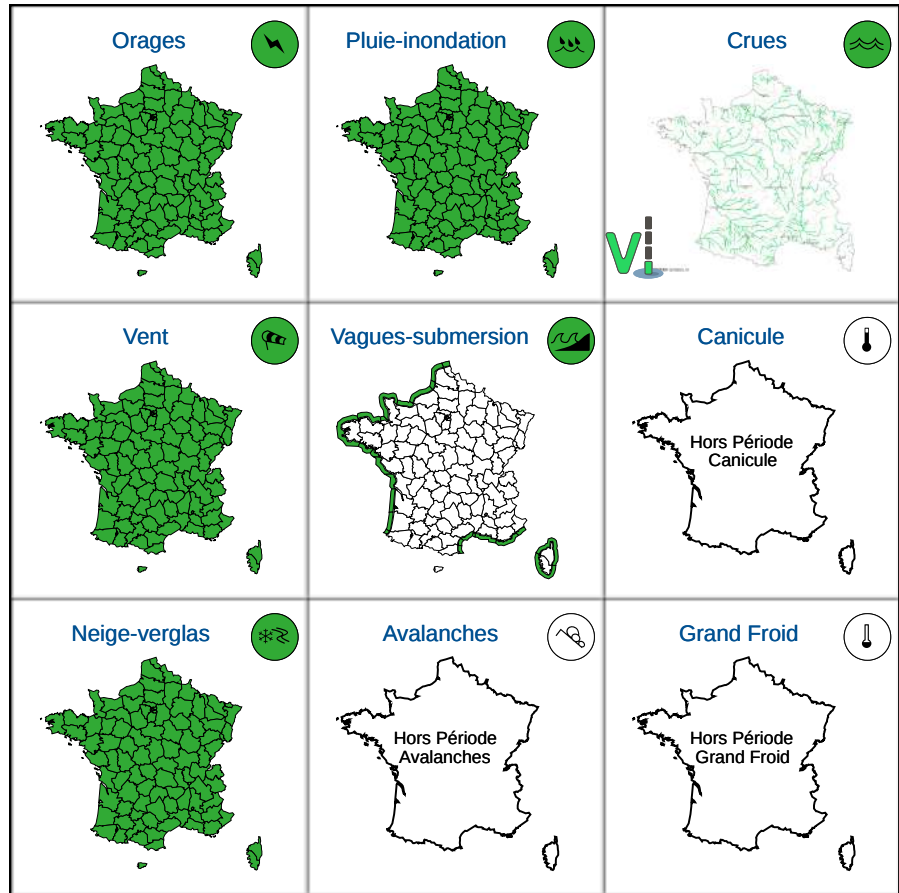 Orages
Pluie-inondation
Crues
Vi
Vent
Vagues-submersion
Canicule
Hors Période
Canicule
Neige-verglas
Avalanches
Grand Froid
Hors Période
Avalanches
Hors Période
Grand Froid